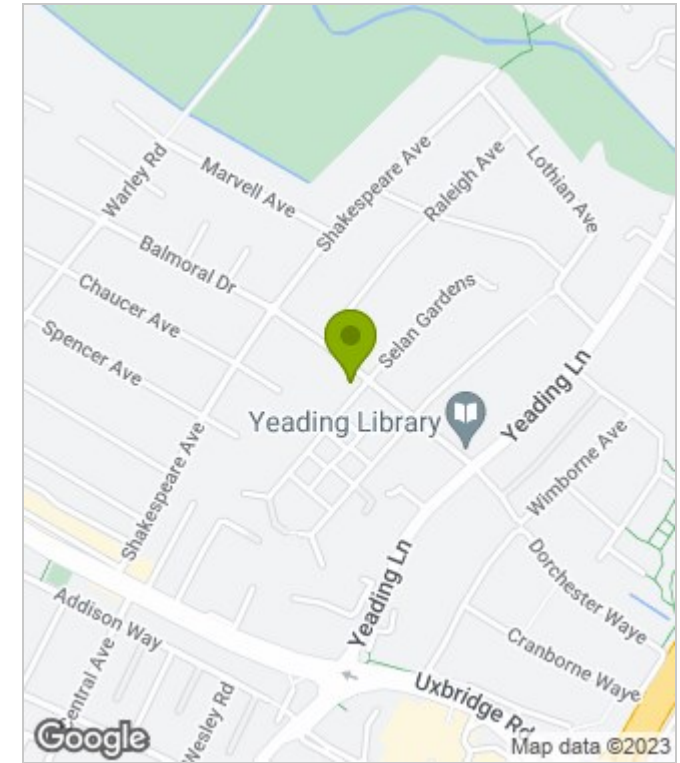 Warley Rd
Marvell Ave
Shakespeare Ave
Raleigh Ave
Lothian Ave
Balmoral Dr
Chaucer Ave
Spencer Ave
Selan Gardens
Yeading Library
Yeading Ln
Wimborne Ave
Shakespeare Ave
Yeading Ln
Dorchester Waye
Cranborne Waye
Addison Way
Central Ave
Wesley Rd
Uxbridge Rd
Google
Map data ©2023